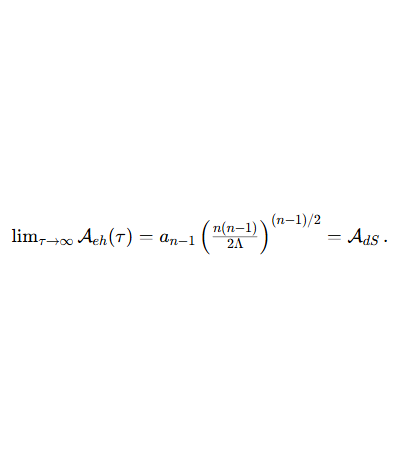 lim_{τ→∞} 𝒜_{eh}(τ) = a_{n−1} (n(n−1)/2Λ)^{(n−1)/2} = 𝒜_{dS} .